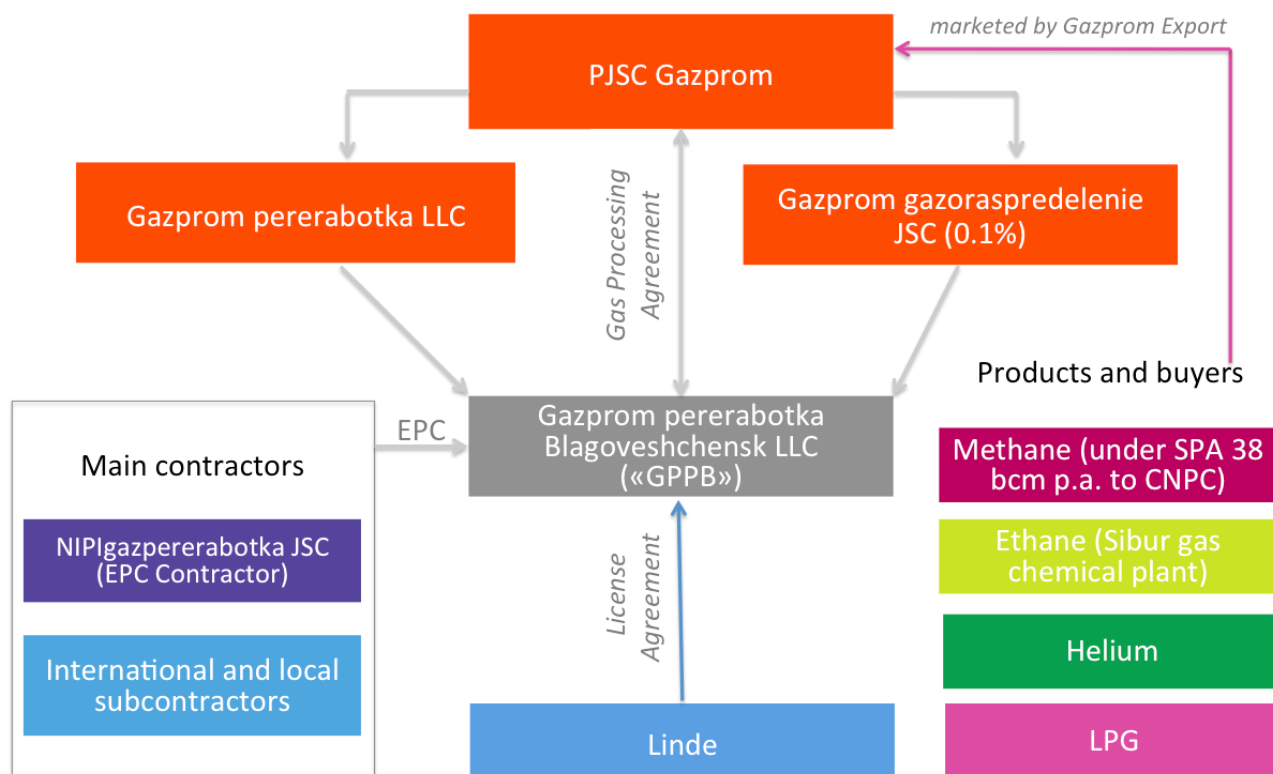 marketed by Gazprom Export
PJSC Gazprom
Gazprom pererabotka LLC
Gas Processing
Agreement
Gazprom gazoraspredelenie
JSC (0.1%)
Products and buyers
EPC
Gazprom pererabotka
Blagoveshchensk LLC
(«GPPB»)
Main contractors
NIPIgazpererabotka JSC
(EPC Contractor)
International and local
subcontractors
License
Agreement
Linde
Methane (under SPA 38
bcm p.a. to CNPC)
Ethane (Sibur gas
chemical plant)
Helium
LPG